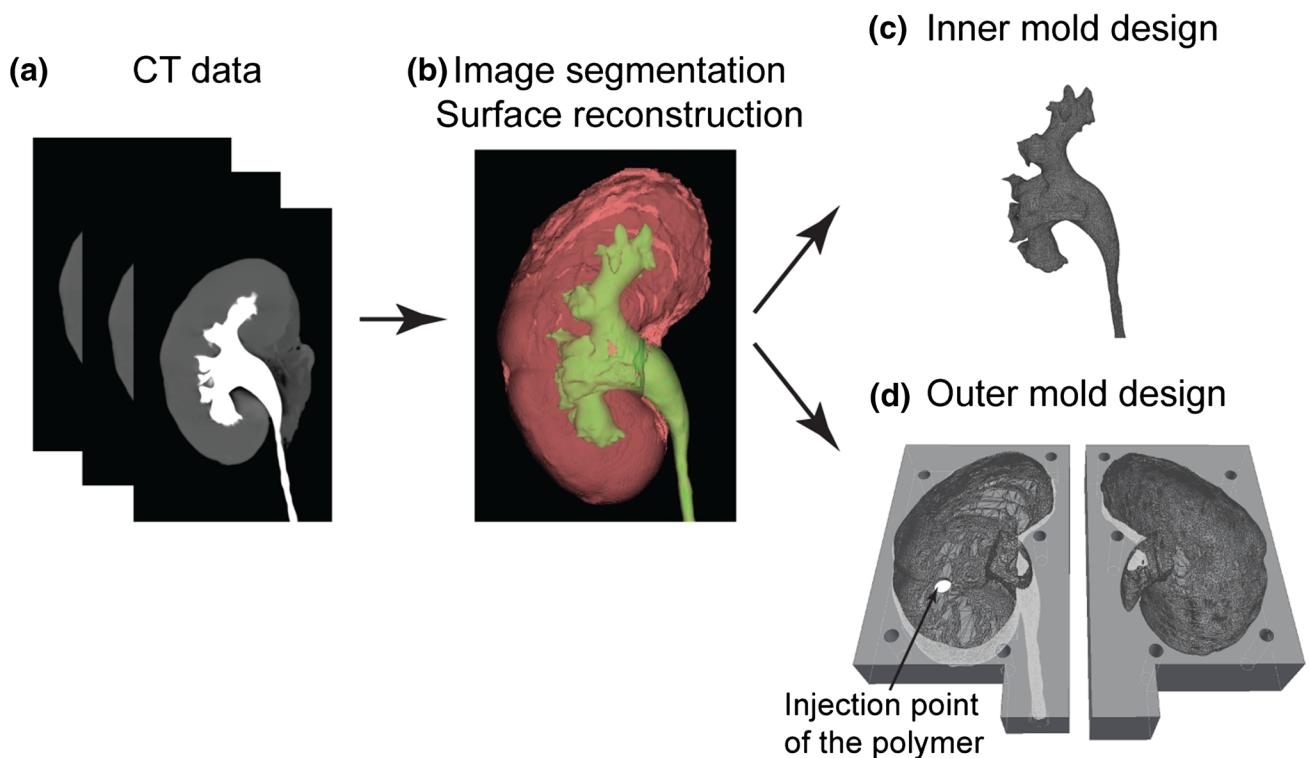 (a) CT data
(b) Image segmentation
Surface reconstruction
(c) Inner mold design
(d) Outer mold design
Injection point
of the polymer